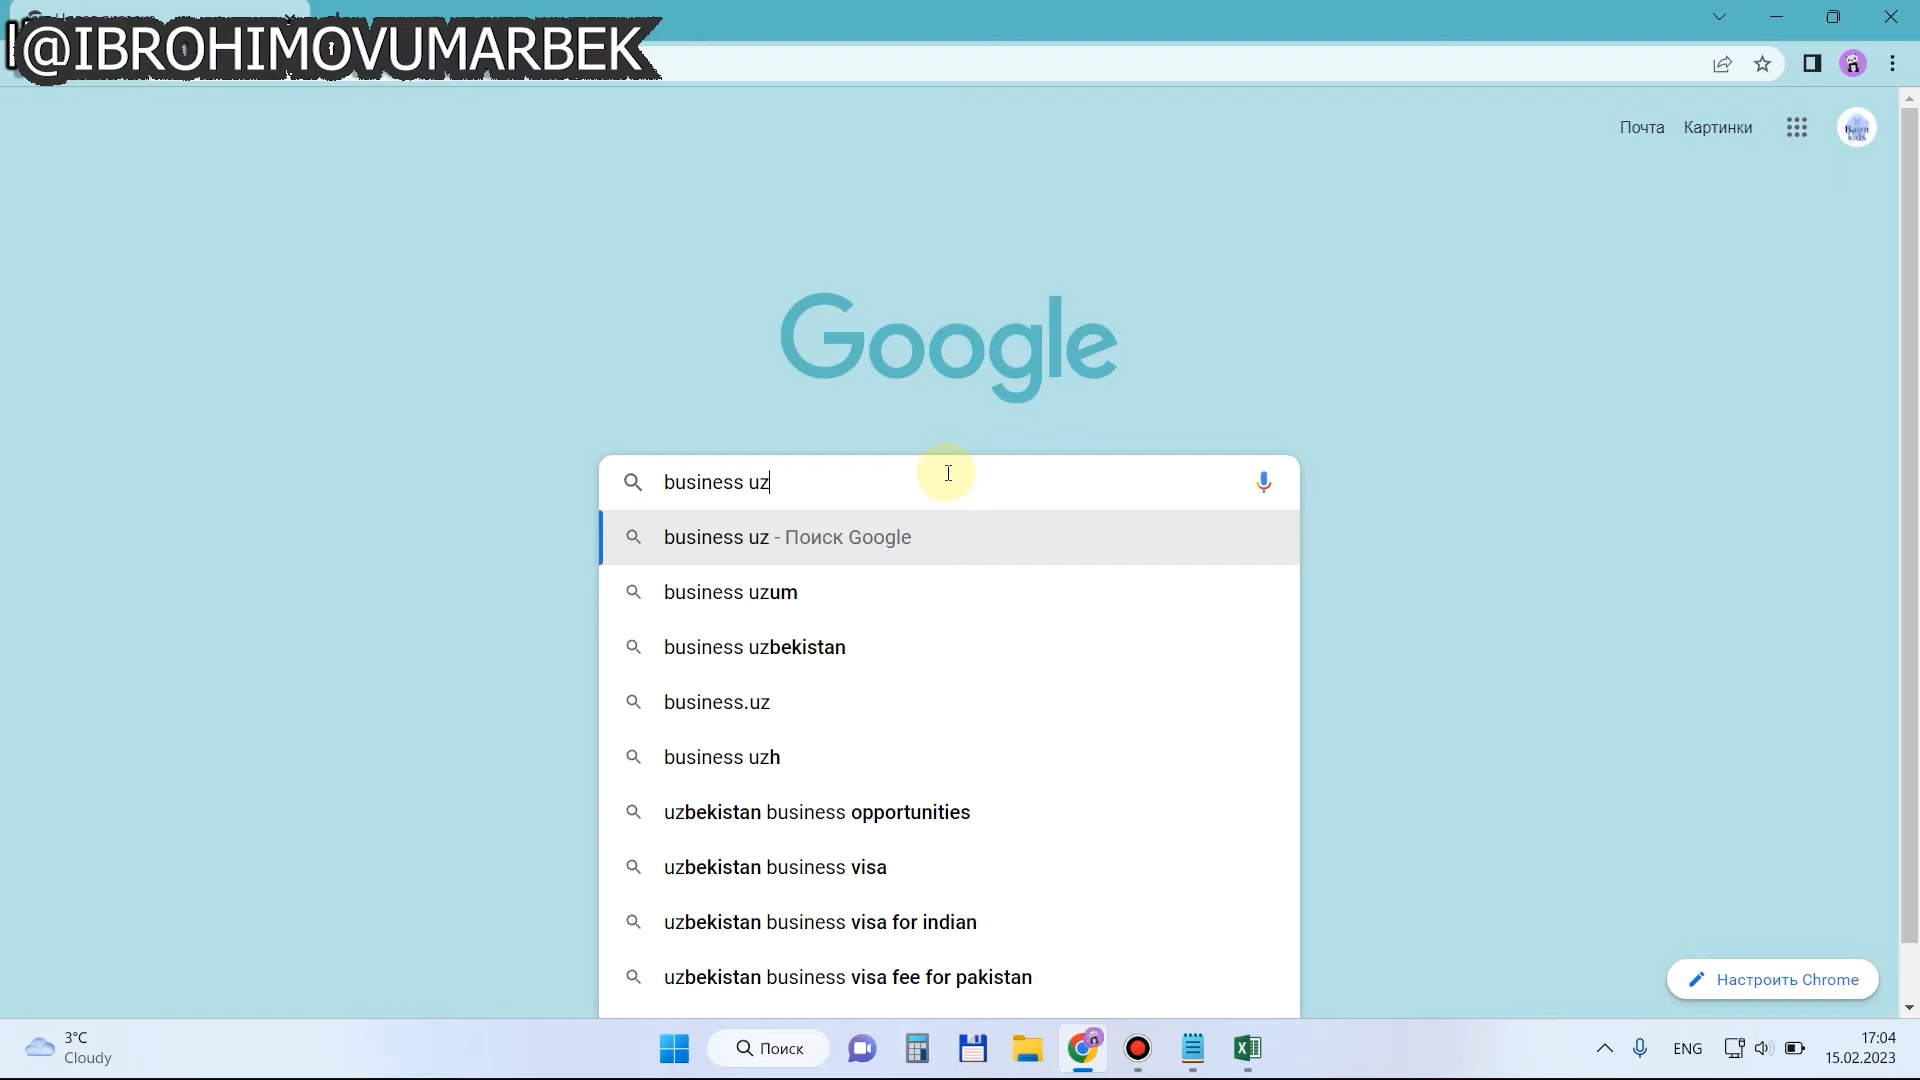 @IBROHIMOVUMARBEK
Почта Картинки
Bairn kids
Google
business uz
business uz - Поиск Google
business uzum
business uzbekistan
business.uz
business uzh
uzbekistan business opportunities
uzbekistan business visa
uzbekistan business visa for indian
uzbekistan business visa fee for pakistan
Настроить Chrome
3°C
Cloudy
Поиск
ENG
17:04
15.02.2023